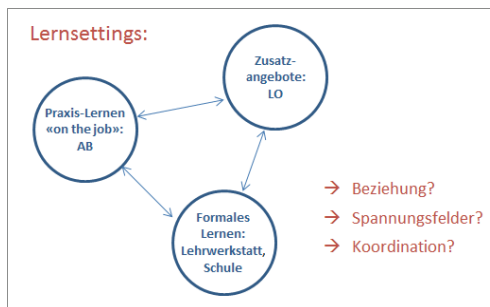 Lernsettings:
Zusatz-
angebote:
LO
Praxis-Lernen
«on the job»:
AB
Formales
Lernen:
Lehrwerkstatt,
Schule
→ Beziehung?
→ Spannungsfelder?
→ Koordination?